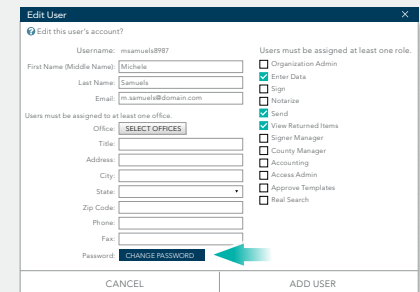 Edit User
Edit this user's account?
Username: msamuels8987
First Name (Middle Name): Michele
Last Name: Samuels
Email: m.samuels@domain.com
Users must be assigned to at least one office.
Office: SELECT OFFICES
Title:
Address:
City:
State:
Zip Code:
Phone:
Fax:
Password: CHANGE PASSWORD
Users must be assigned at least one role.
Organization Admin
Enter Data
Sign
Notarize
Send
View Returned Items
Signer Manager
County Manager
Accounting
Access Admin
Approve Templates
Real Search
CANCEL
ADD USER